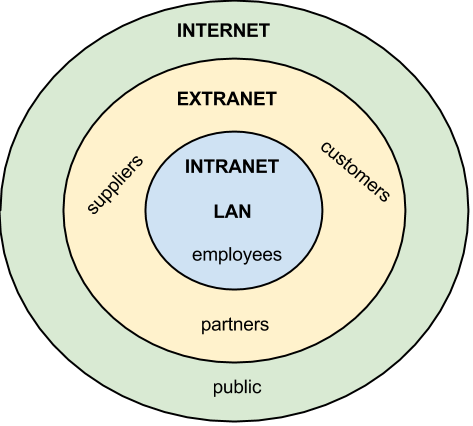 INTERNET
EXTRANET
suppliers
customers
INTRANET
LAN
employees
partners
public